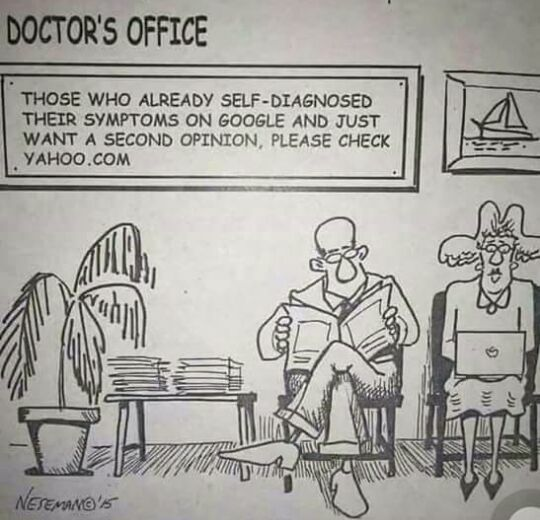 DOCTOR'S OFFICE
THOSE WHO ALREADY SELF-DIAGNOSED
THEIR SYMPTOMS ON GOOGLE AND JUST
WANT A SECOND OPINION, PLEASE CHECK
YAHOO.COM
NESEMAN©'15